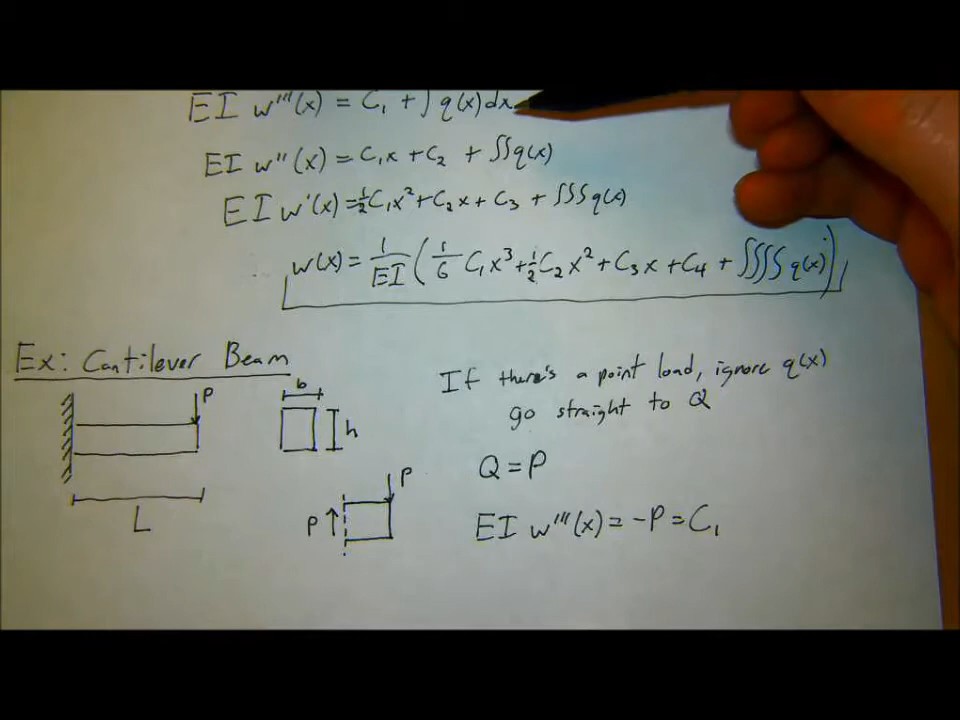 EI w'''(x) = C₁ + ∫ q(x)dx
EI w''(x) = C₁x + C₂ + ∫∫q(x)
EI w'(x) = ½C₁x² + C₂x + C₃ + ∫∫∫q(x)
w(x) = 1/EI (1/6 C₁x³ + ½C₂x² + C₃x + C₄ + ∫∫∫∫ q(x))
Ex: Cantilever Beam
P
b
h
L
P
P
If there's a point load, ignore q(x)
go straight to Q
Q = P
EI w'''(x) = -P = C₁